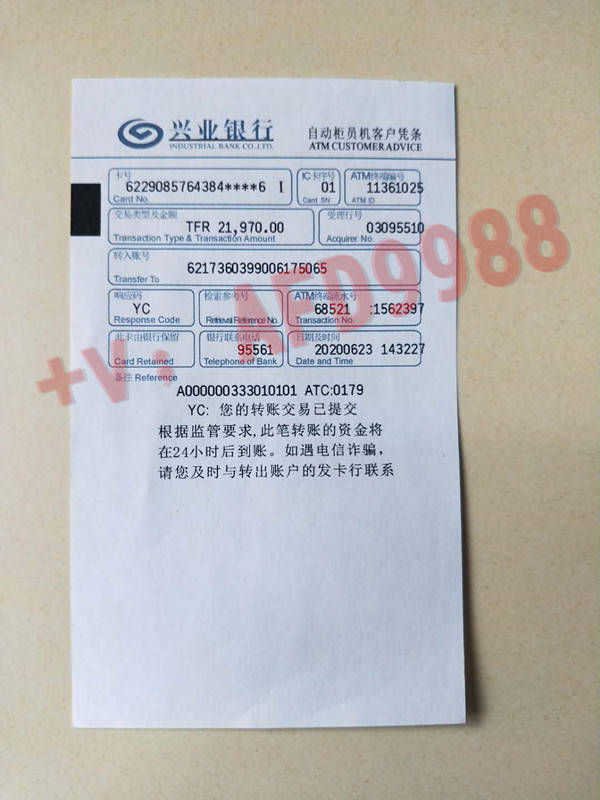 兴业银行
INDUSTRIAL BANK CO.,LTD.
自动柜员机客户凭条
ATM CUSTOMER ADVICE
卡号
6229085764384****6 I
Card No.
IC卡序号
01
Card SN
ATM终端编号
11361025
ATM ID
交易类型及金额
TFR 21,970.00
Transaction Type & Transaction Amount
受理行号
03095510
Acquirer No.
转入账号
6217360399006175065
Transfer To
响应码
YC
Response Code
检索参考号
Retrieval Reference No.
ATM终端流水号
68521 :1562397
Transaction No.
此卡由银行保留
Card Retained
银行联系电话
95561
Telephone of Bank
日期及时间
20200623 143227
Date and Time
备注 Reference
A000000333010101 ATC:0179
YC: 您的转账交易已提交
根据监管要求,此笔转账的资金将
在24小时后到账。如遇电信诈骗,
请您及时与转出账户的发卡行联系
+V: AFD9988